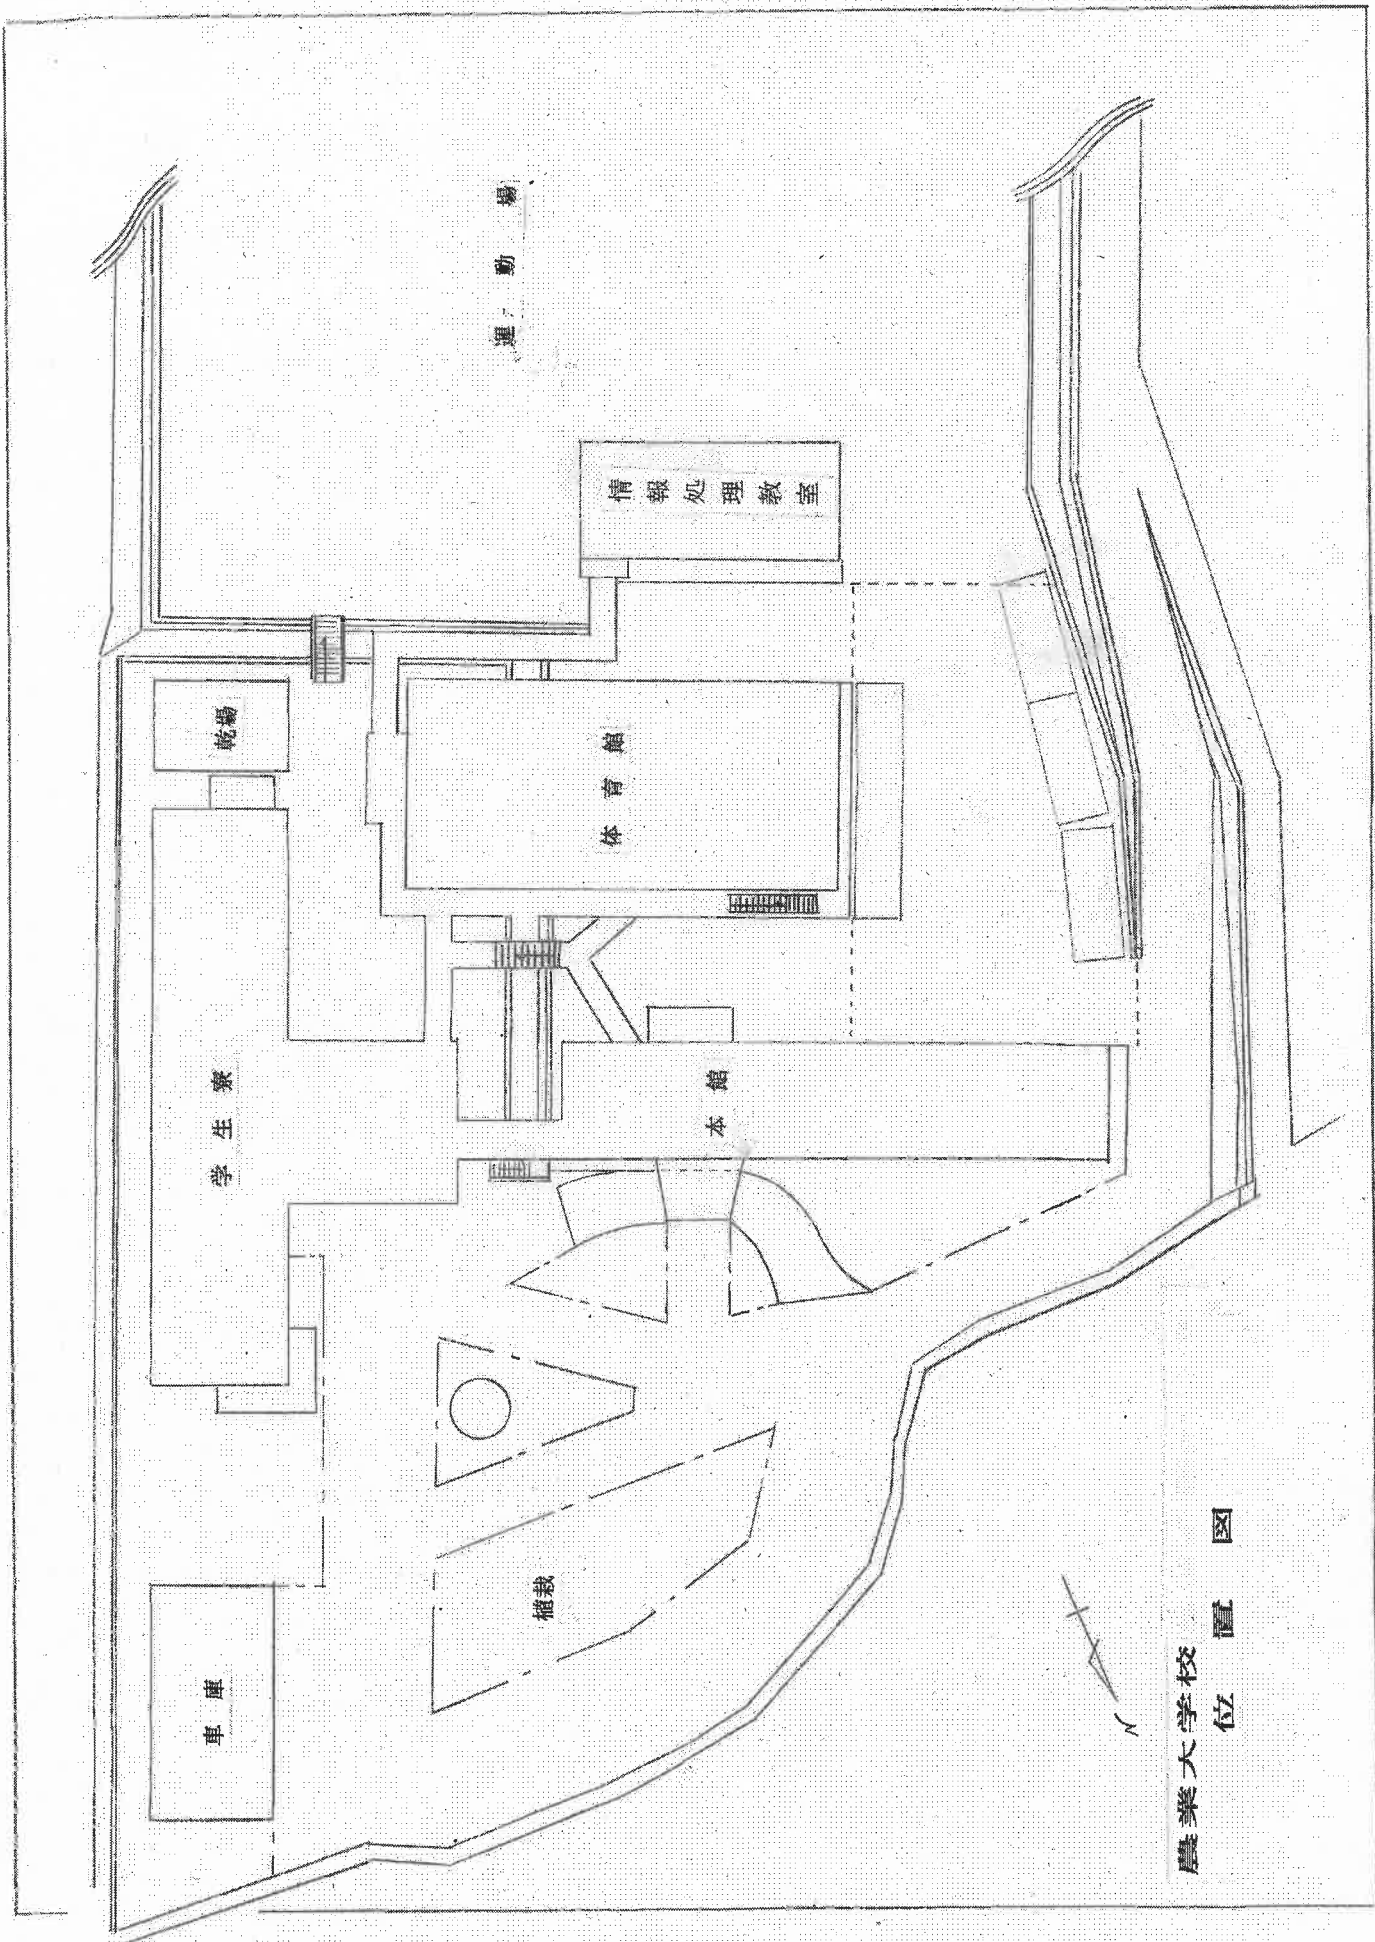 運動場
情報処理教室
乾場
体育館
学生寮
本館
植栽
車庫
N
農業大学校
位置図